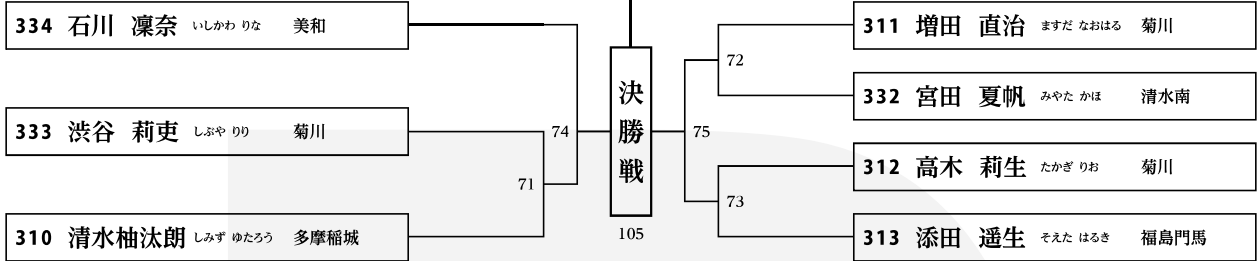 334 石川 凜奈 いしかわ りな 美和
333 渋谷 莉吏 しぶや りり 菊川
310 清水柚汰朗 しみず ゆたろう 多摩稲城
74
71
決勝戦
105
72
75
73
311 増田 直治 ますだ なおはる 菊川
332 宮田 夏帆 みやた かほ 清水南
312 高木 莉生 たかぎ りお 菊川
313 添田 遥生 そえた はるき 福島門馬